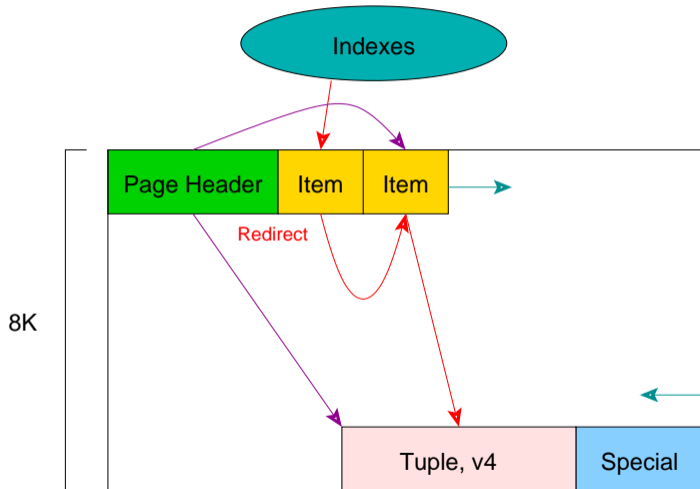 Indexes
Page Header
Item
Item
Redirect
8K
Tuple, v4
Special